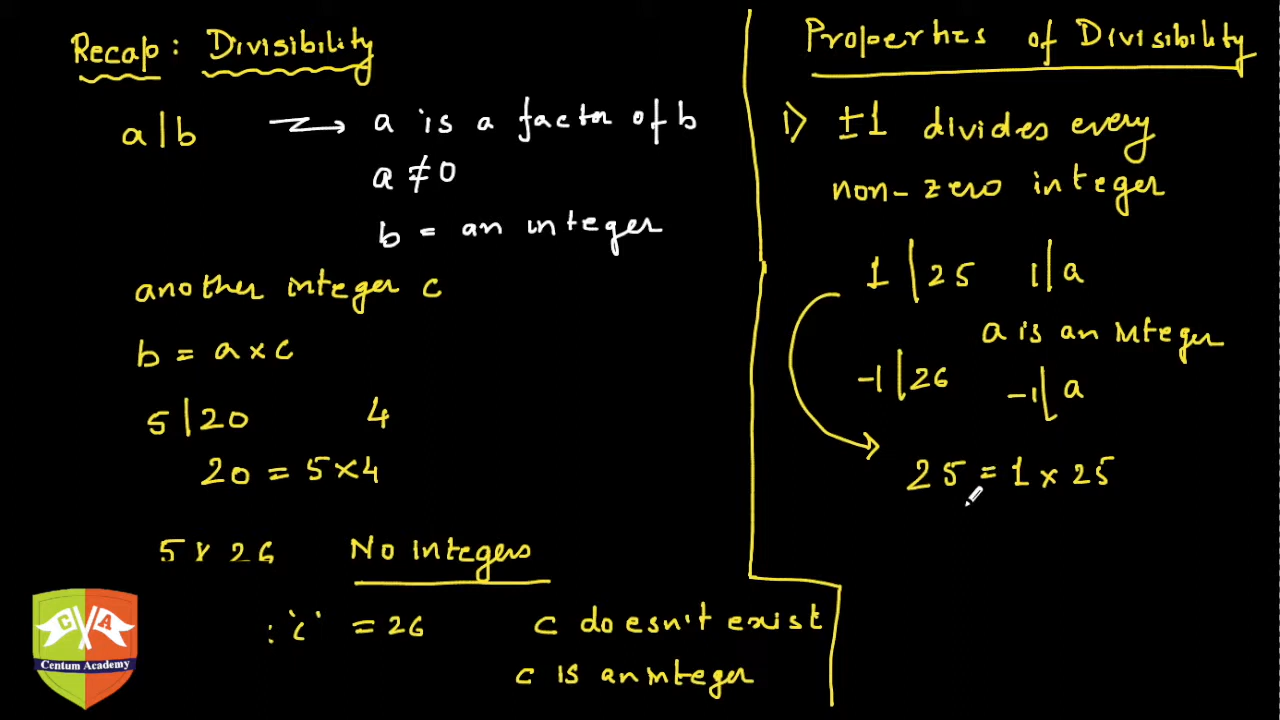 Recap: Divisibility
a|b → a is a factor of b
a ≠ 0
b = an integer
another integer c
b = a×c
5|20 4
20 = 5×4
26 No integers
'c' = 26 c doesn't exist
c is an integer
Properties of Divisibility
1) ±1 divides every
non-zero integer
1|25 1|a
a is an integer
-1|26 -1|a
25 = 1×25
C A
Centum Academy